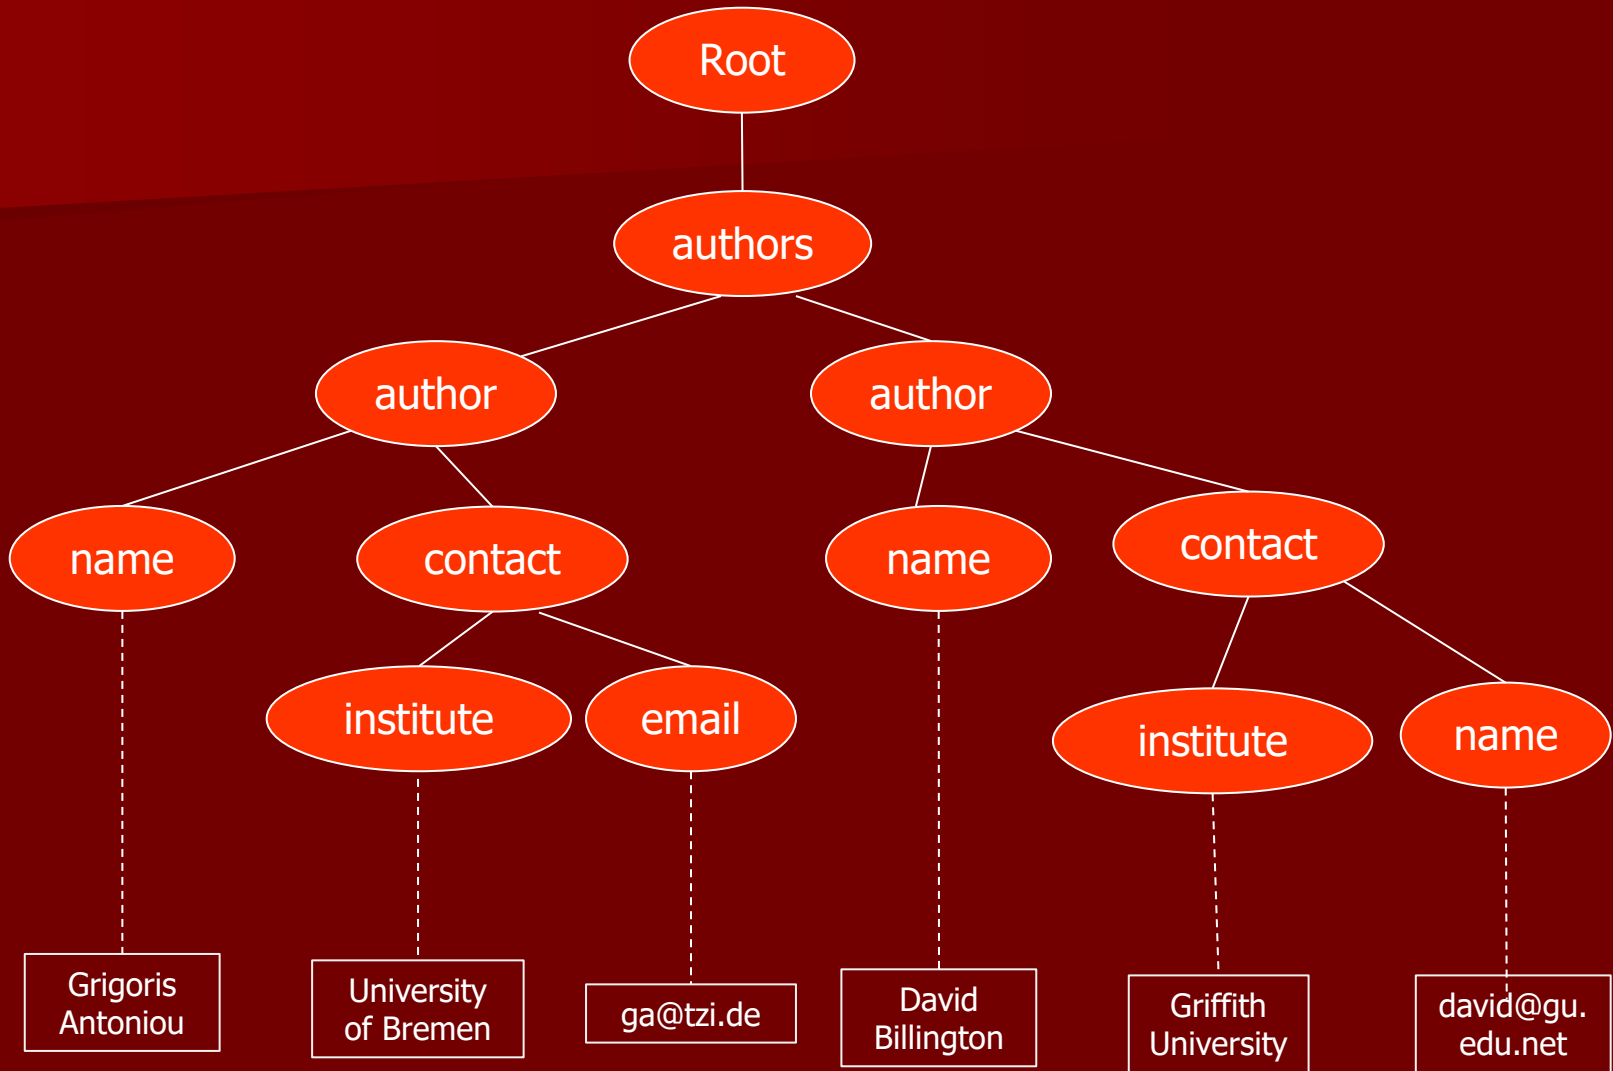 Root
authors
author
author
name
contact
name
contact
institute
email
institute
name
Grigoris
Antoniou
University
of Bremen
ga@tzi.de
David
Billington
Griffith
University
david@gu.
edu.net